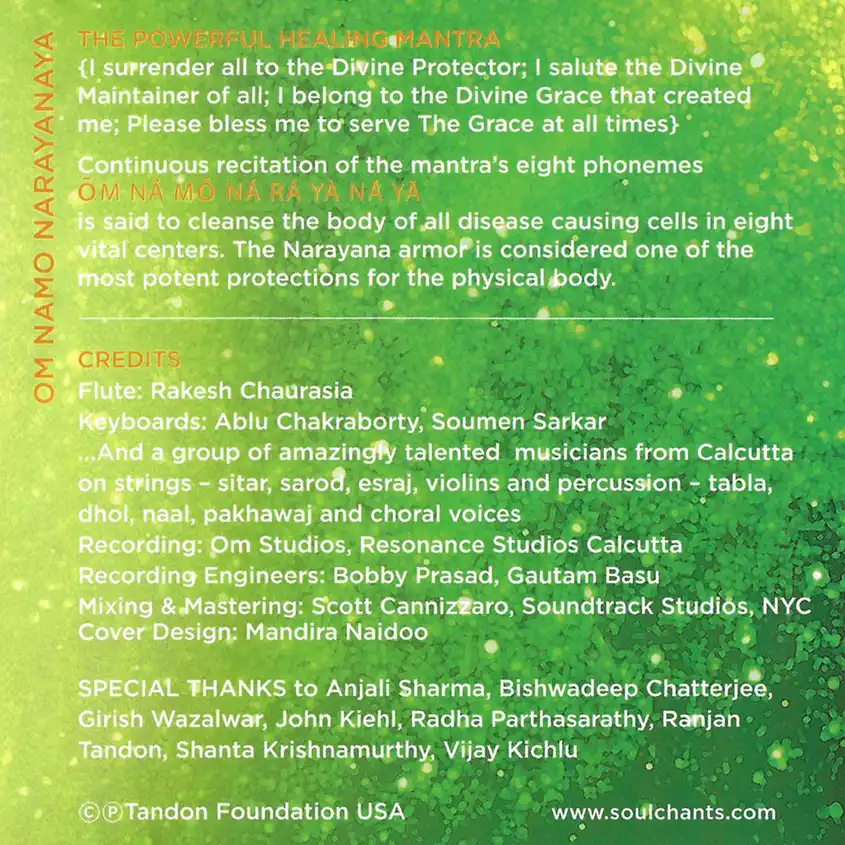 OM NAMO NARAYANAYA
THE POWERFUL HEALING MANTRA
{I surrender all to the Divine Protector; I salute the Divine
Maintainer of all; I belong to the Divine Grace that created
me; Please bless me to serve The Grace at all times}
Continuous recitation of the mantra's eight phonemes
ŌM NĀ MŌ NÁ RÁ YÀ NÁ YĀ
is said to cleanse the body of all disease causing cells in eight
vital centers. The Narayana armor is considered one of the
most potent protections for the physical body.
CREDITS
Flute: Rakesh Chaurasia
Keyboards: Ablu Chakraborty, Soumen Sarkar
...And a group of amazingly talented musicians from Calcutta
on strings – sitar, sarod, esraj, violins and percussion – tabla,
dhol, naal, pakhawaj and choral voices
Recording: Om Studios, Resonance Studios Calcutta
Recording Engineers: Bobby Prasad, Gautam Basu
Mixing & Mastering: Scott Cannizzaro, Soundtrack Studios, NYC
Cover Design: Mandira Naidoo
SPECIAL THANKS to Anjali Sharma, Bishwadeep Chatterjee,
Girish Wazalwar, John Kiehl, Radha Parthasarathy, Ranjan
Tandon, Shanta Krishnamurthy, Vijay Kichlu
©℗Tandon Foundation USA
www.soulchants.com